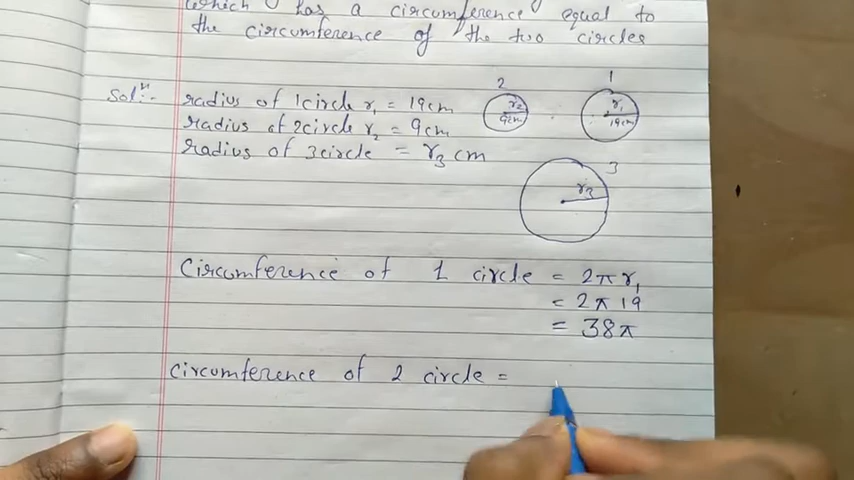 which has a circumference equal to
the circumference of the two circles
Solⁿ:- radius of 1circle r₁ = 19cm
radius of 2circle r₂ = 9cm
radius of 3circle = r₃ cm
2
r₂
9cm
1
r₁
19cm
3
r₃
Circumference of 1 circle = 2πr₁
= 2π19
= 38π
circumference of 2 circle =